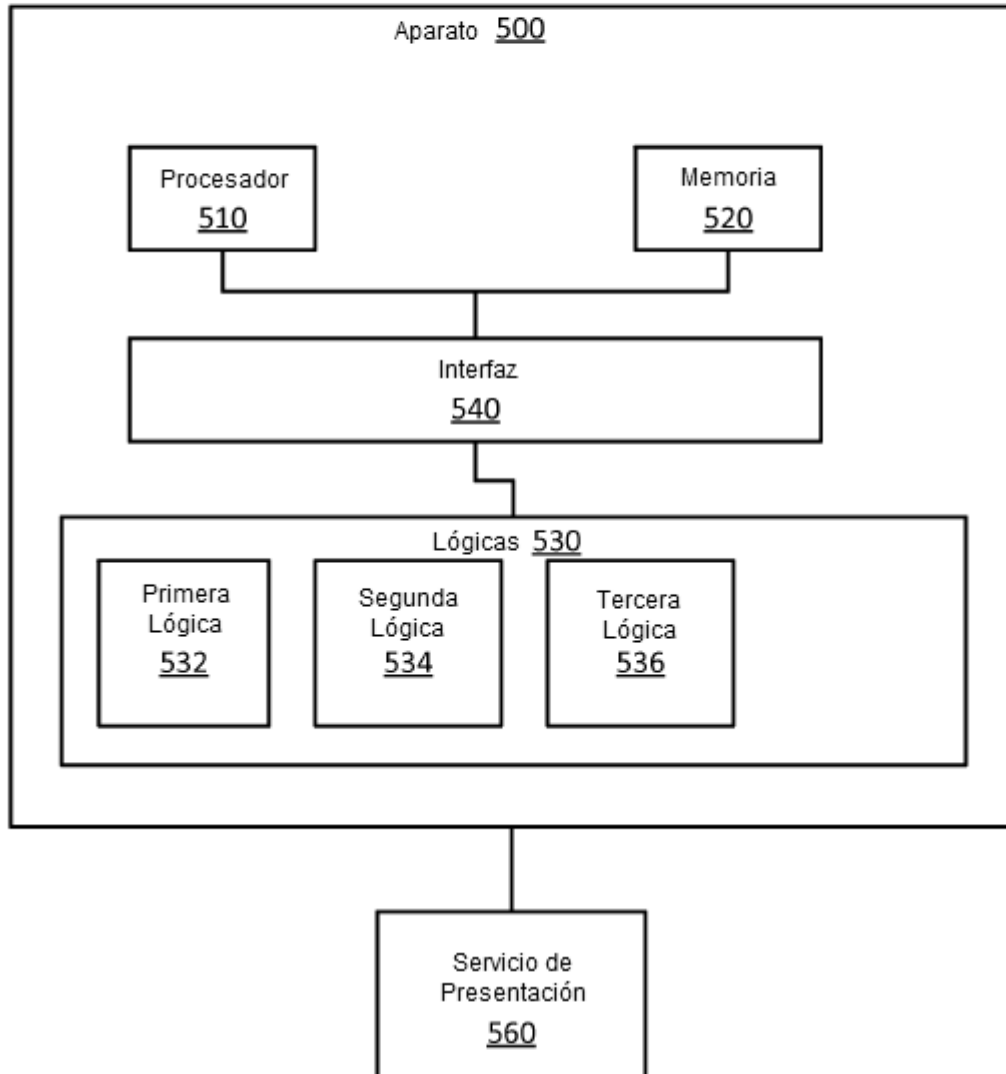 Aparato 500
Procesador
510
Memoria
520
Interfaz
540
Lógicas 530
Primera
Lógica
532
Segunda
Lógica
534
Tercera
Lógica
536
Servicio de
Presentación
560